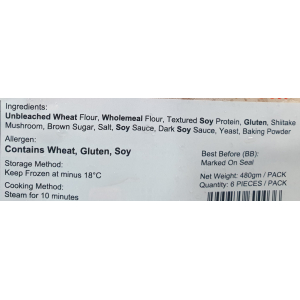 Ingredients:
Unbleached Wheat Flour, Wholemeal Flour, Textured Soy Protein, Gluten, Shiitake
Mushroom, Brown Sugar, Salt, Soy Sauce, Dark Soy Sauce, Yeast, Baking Powder
Allergen:
Contains Wheat, Gluten, Soy
Storage Method:
Keep Frozen at minus 18°C
Cooking Method:
Steam for 10 minutes
Best Before (BB):
Marked On Seal
Net Weight: 480gm / PACK
Quantity: 6 PIECES / PACK